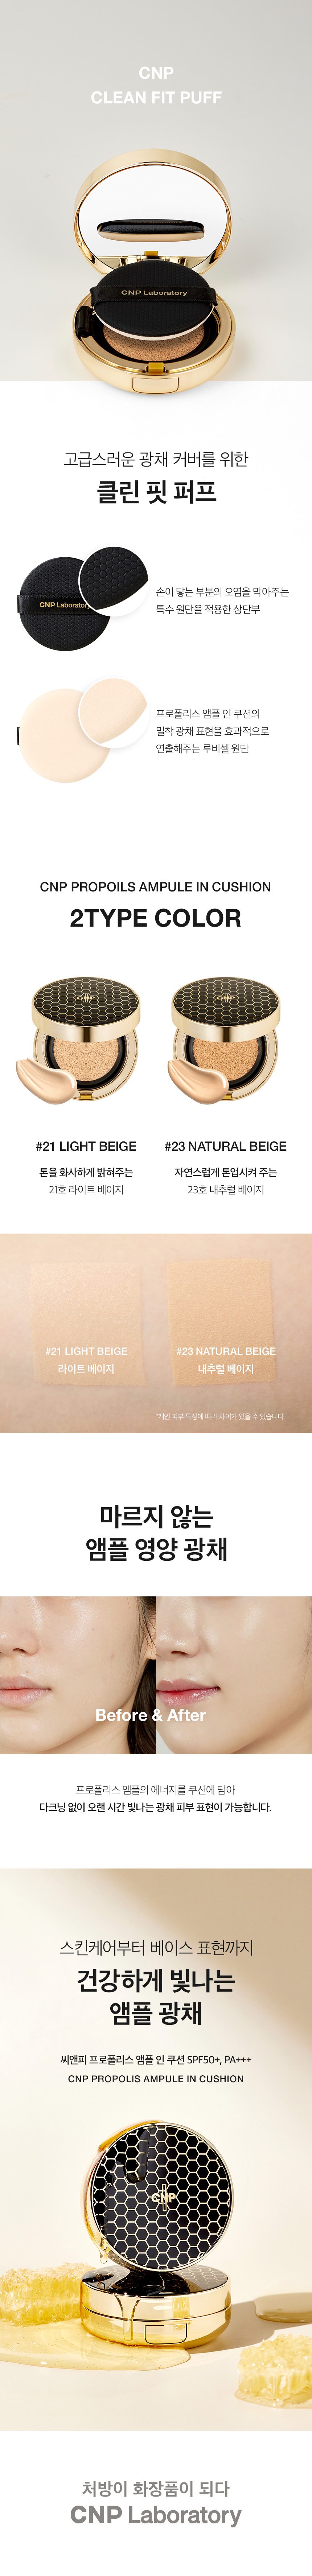 CNP
CLEAN FIT PUFF
CNP Laboratory
고급스러운 광채 커버를 위한
클린 핏 퍼프
CNP Laboratory
손이 닿는 부분의 오염을 막아주는
특수 원단을 적용한 상단부
프로폴리스 앰플 인 쿠션의
밀착 광채 표현을 효과적으로
연출해주는 루비셀 원단
CNP PROPOILS AMPULE IN CUSHION
2TYPE COLOR
CNP
CNP
#21 LIGHT BEIGE
톤을 화사하게 밝혀주는
21호 라이트 베이지
#23 NATURAL BEIGE
자연스럽게 톤업시켜 주는
23호 내추럴 베이지
#21 LIGHT BEIGE
라이트 베이지
#23 NATURAL BEIGE
내추럴 베이지
*개인 피부 특성에 따라 차이가 있을 수 있습니다.
마르지 않는
앰플 영양 광채
Before & After
프로폴리스 앰플의 에너지를 쿠션에 담아
다크닝 없이 오랜 시간 빛나는 광채 피부 표현이 가능합니다.
스킨케어부터 베이스 표현까지
건강하게 빛나는
앰플 광채
씨앤피 프로폴리스 앰플 인 쿠션 SPF50+, PA+++
CNP PROPOLIS AMPULE IN CUSHION
CNP
처방이 화장품이 되다
CNP Laboratory